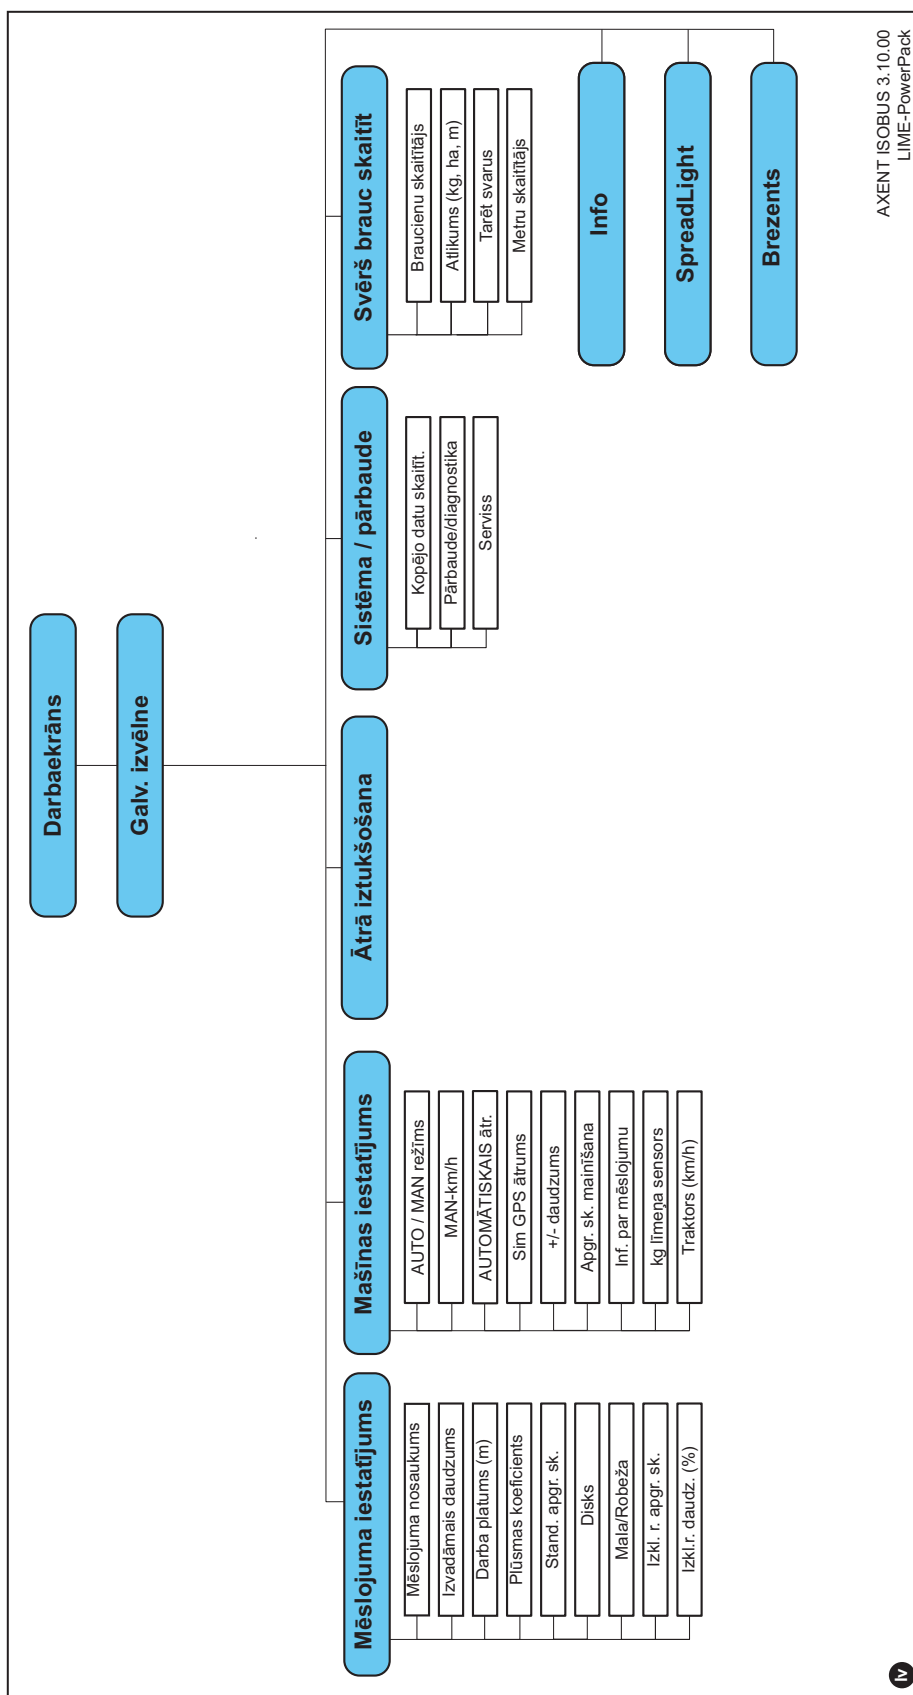 Darbaekrāns
Galv. izvēlne
Mēslojuma iestatījums
Mēslojuma nosaukums
Izvadāmais daudzums
Darba platums (m)
Plūsmas koeficients
Stand. apgr. sk.
Disks
Mala/Robeža
Izkl. r. apgr. sk.
Izkl.r. daudz. (%)
Mašīnas iestatījums
AUTO / MAN režīms
MAN-km/h
AUTOMĀTISKAIS ātr.
Sim GPS ātrums
+/- daudzums
Apgr. sk. mainīšana
Inf. par mēslojumu
kg līmeņa sensors
Traktors (km/h)
Ātrā iztukšošana
Sistēma / pārbaude
Kopējo datu skaitīt.
Pārbaude/diagnostika
Serviss
Svērš brauc skaitīt
Braucienu skaitītājs
Atlikums (kg, ha, m)
Tarēt svarus
Metru skaitītājs
Info
SpreadLight
Brezents
AXENT ISOBUS 3.10.00
LIME-PowerPack
lv